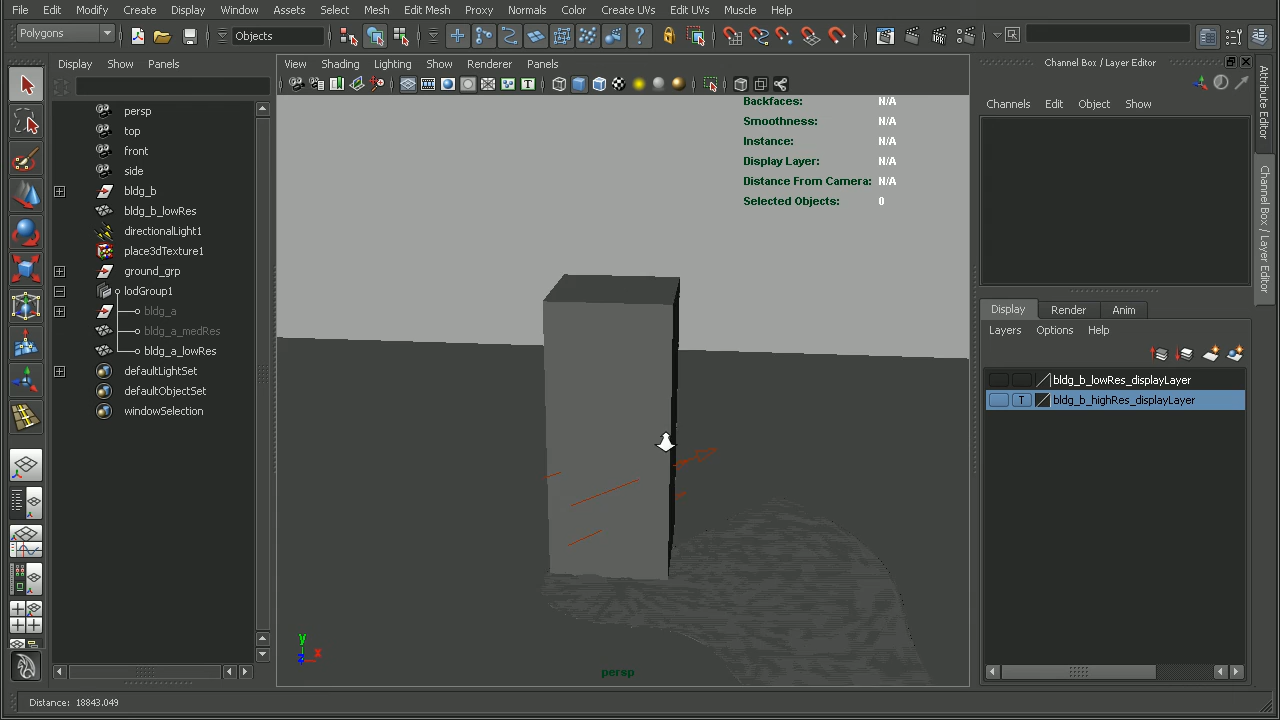 File Edit Modify Create Display Window Assets Select Mesh Edit Mesh Proxy Normals Color Create UVs Edit UVs Muscle Help
Polygons Objects
Display Show Panels
View Shading Lighting Show Renderer Panels
Channel Box / Layer Editor
Channels Edit Object Show
persp
top
front
side
bldg_b
bldg_b_lowRes
directionalLight1
place3dTexture1
ground_grp
lodGroup1
bldg_a
bldg_a_medRes
bldg_a_lowRes
defaultLightSet
defaultObjectSet
windowSelection
Backfaces: N/A
Smoothness: N/A
Instance: N/A
Display Layer: N/A
Distance From Camera: N/A
Selected Objects: 0
y
z x
persp
Display Render Anim
Layers Options Help
bldg_b_lowRes_displayLayer
T bldg_b_highRes_displayLayer
Attribute Editor
Channel Box / Layer Editor
Distance: 18843.049